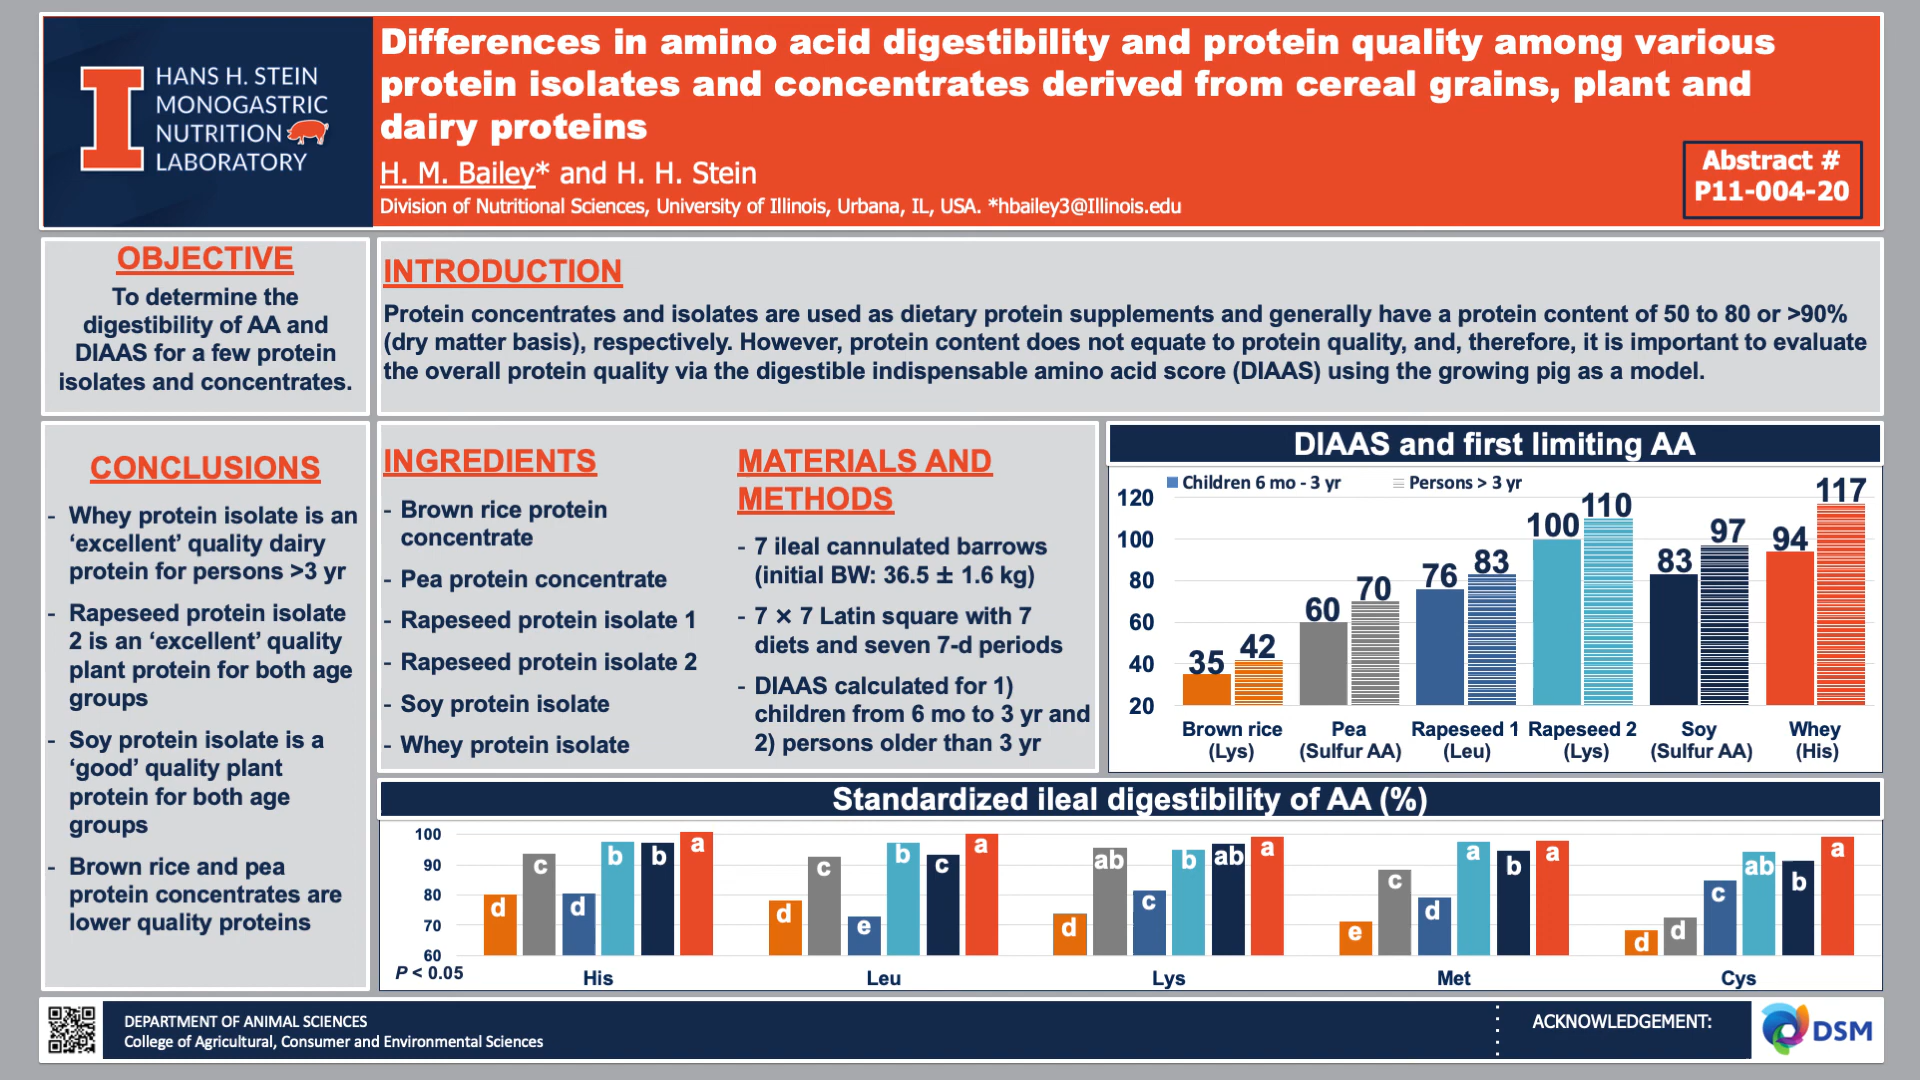 HANS H. STEIN
MONOGASTRIC
NUTRITION
LABORATORY
Differences in amino acid digestibility and protein quality among various
protein isolates and concentrates derived from cereal grains, plant and
dairy proteins
H. M. Bailey* and H. H. Stein
Division of Nutritional Sciences, University of Illinois, Urbana, IL, USA. *hbailey3@Illinois.edu
Abstract #
P11-004-20
OBJECTIVE
To determine the
digestibility of AA and
DIAAS for a few protein
isolates and concentrates.
INTRODUCTION
Protein concentrates and isolates are used as dietary protein supplements and generally have a protein content of 50 to 80 or >90%
(dry matter basis), respectively. However, protein content does not equate to protein quality, and, therefore, it is important to evaluate
the overall protein quality via the digestible indispensable amino acid score (DIAAS) using the growing pig as a model.
CONCLUSIONS
- Whey protein isolate is an
‘excellent’ quality dairy
protein for persons >3 yr
- Rapeseed protein isolate
2 is an ‘excellent’ quality
plant protein for both age
groups
- Soy protein isolate is a
‘good’ quality plant
protein for both age
groups
- Brown rice and pea
protein concentrates are
lower quality proteins
INGREDIENTS
- Brown rice protein
concentrate
- Pea protein concentrate
- Rapeseed protein isolate 1
- Rapeseed protein isolate 2
- Soy protein isolate
- Whey protein isolate
MATERIALS AND
METHODS
- 7 ileal cannulated barrows
(initial BW: 36.5 ± 1.6 kg)
- 7 × 7 Latin square with 7
diets and seven 7-d periods
- DIAAS calculated for 1)
children from 6 mo to 3 yr and
2) persons older than 3 yr
DIAAS and first limiting AA
Children 6 mo - 3 yr Persons > 3 yr
120
100
80
60
40
20
35 42 60 70 76 83 100 110 83 97 94 117
Brown rice Pea Rapeseed 1 Rapeseed 2 Soy Whey
(Lys) (Sulfur AA) (Leu) (Lys) (Sulfur AA) (His)
Standardized ileal digestibility of AA (%)
100
90
80
70
60
d c d b b a
d c e b c a
d ab c b ab a
e c d a b a
d d c ab b a
P < 0.05
His Leu Lys Met Cys
DEPARTMENT OF ANIMAL SCIENCES
College of Agricultural, Consumer and Environmental Sciences
ACKNOWLEDGEMENT:
DSM